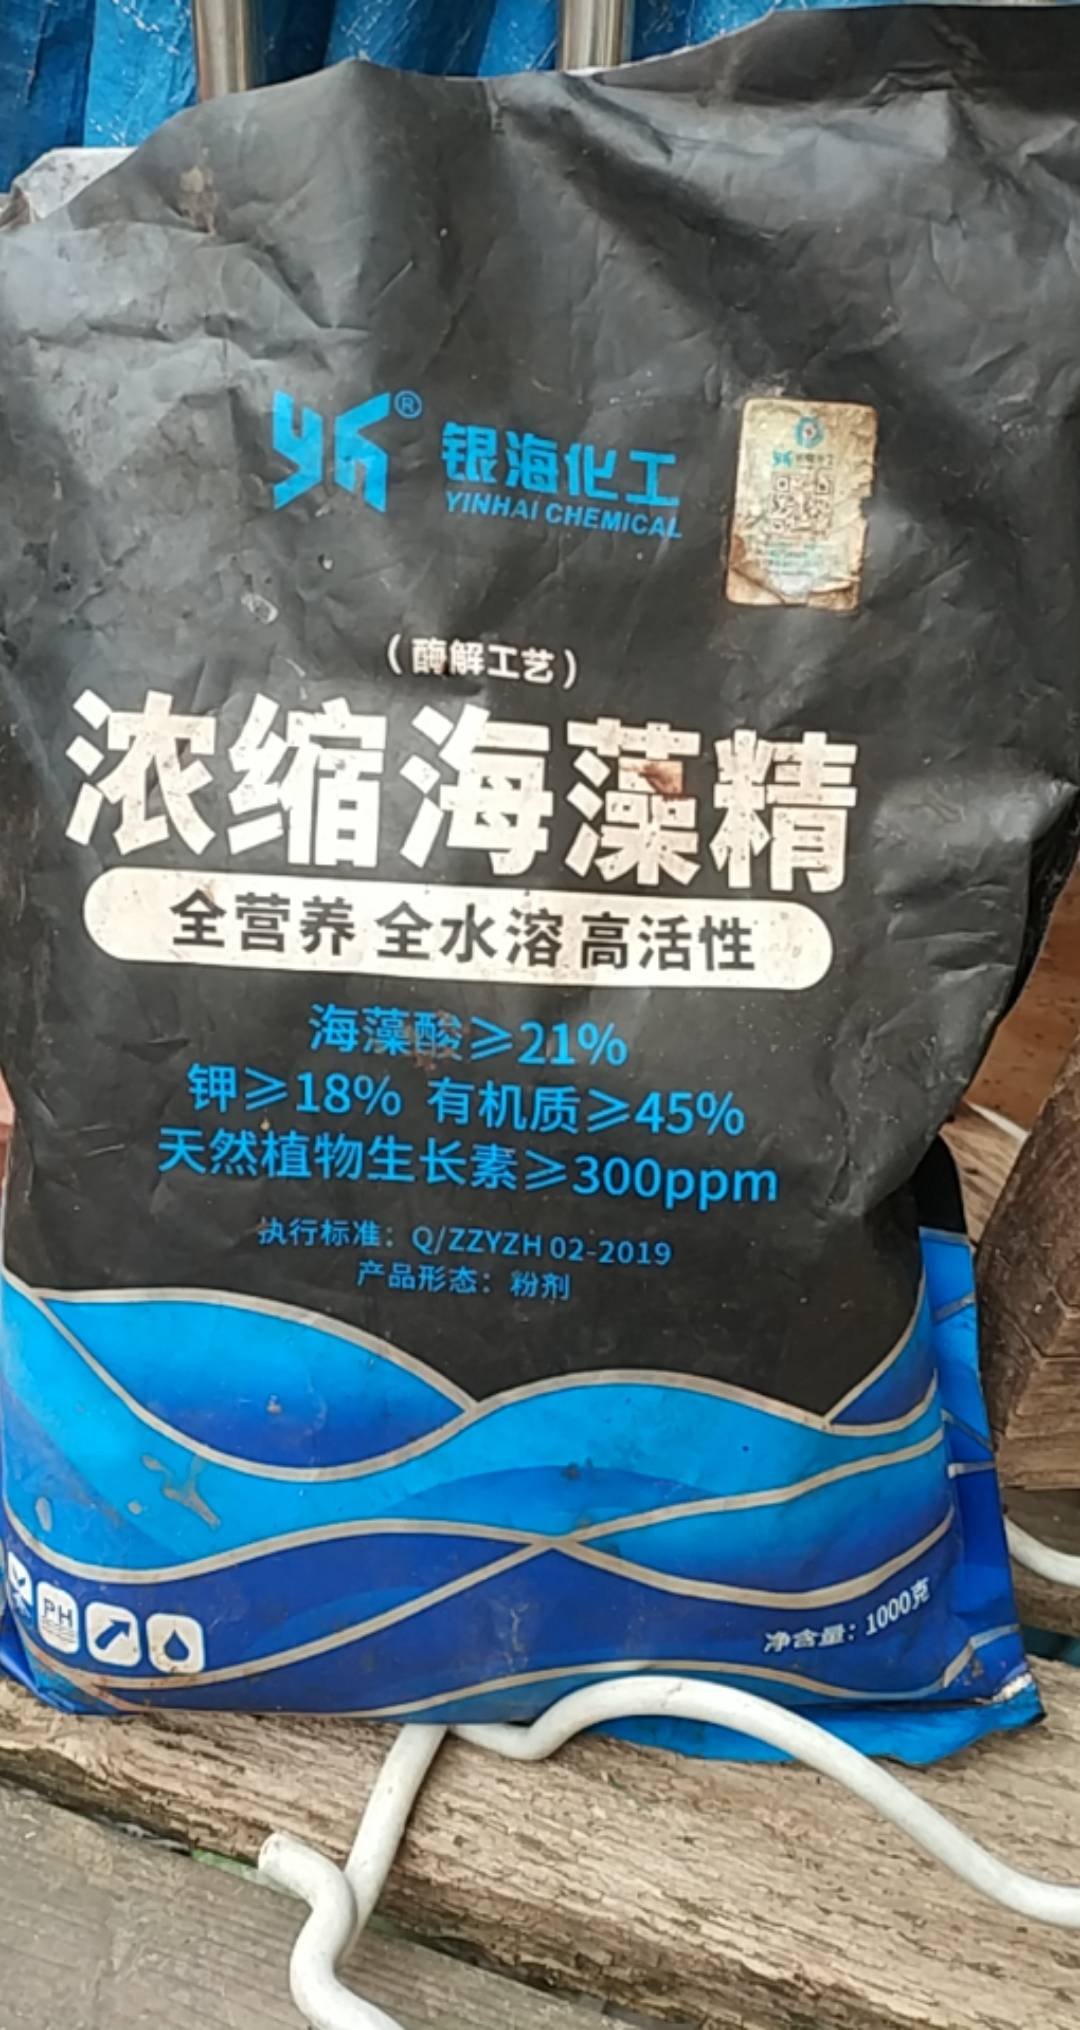 yh®
银海化工
YINHAI CHEMICAL
（酶解工艺）
浓缩海藻精
全营养 全水溶 高活性
海藻酸≥21%
钾≥18% 有机质≥45%
天然植物生长素≥300ppm
执行标准：Q/ZZYZH 02-2019
产品形态：粉剂
PH
净含量：1000克